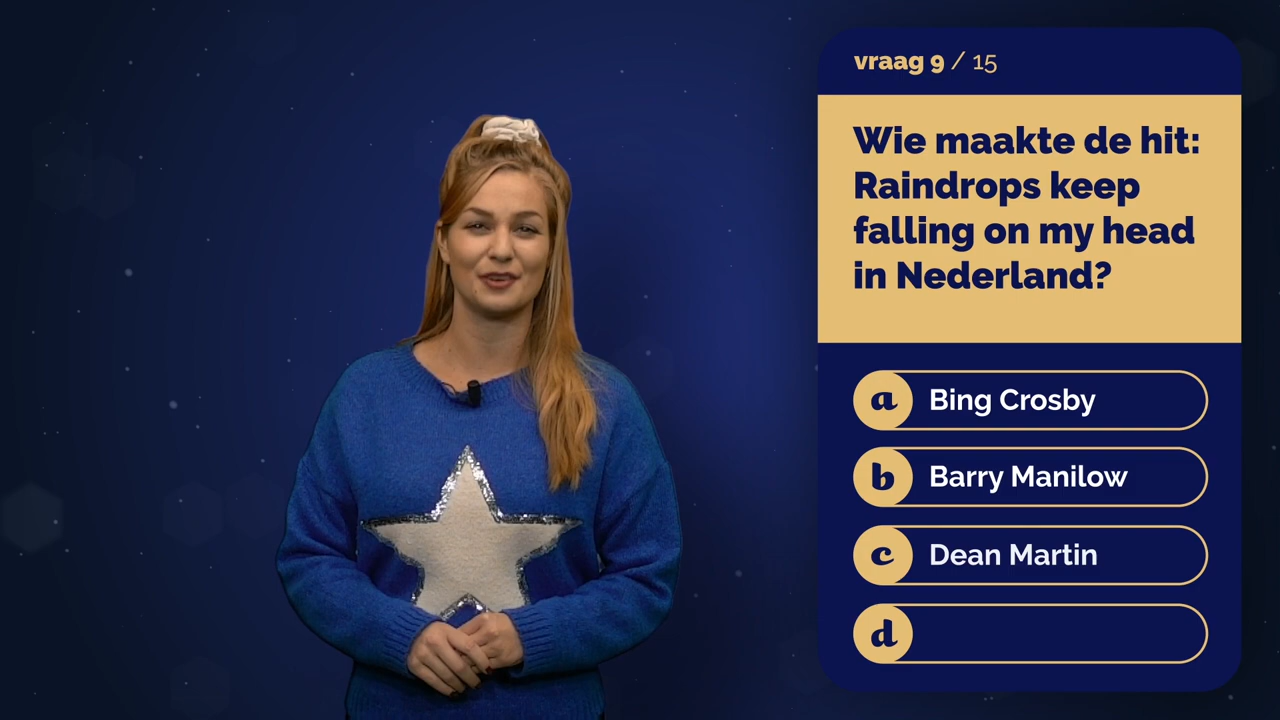 vraag 9 / 15
Wie maakte de hit:
Raindrops keep
falling on my head
in Nederland?
a Bing Crosby
b Barry Manilow
c Dean Martin
d